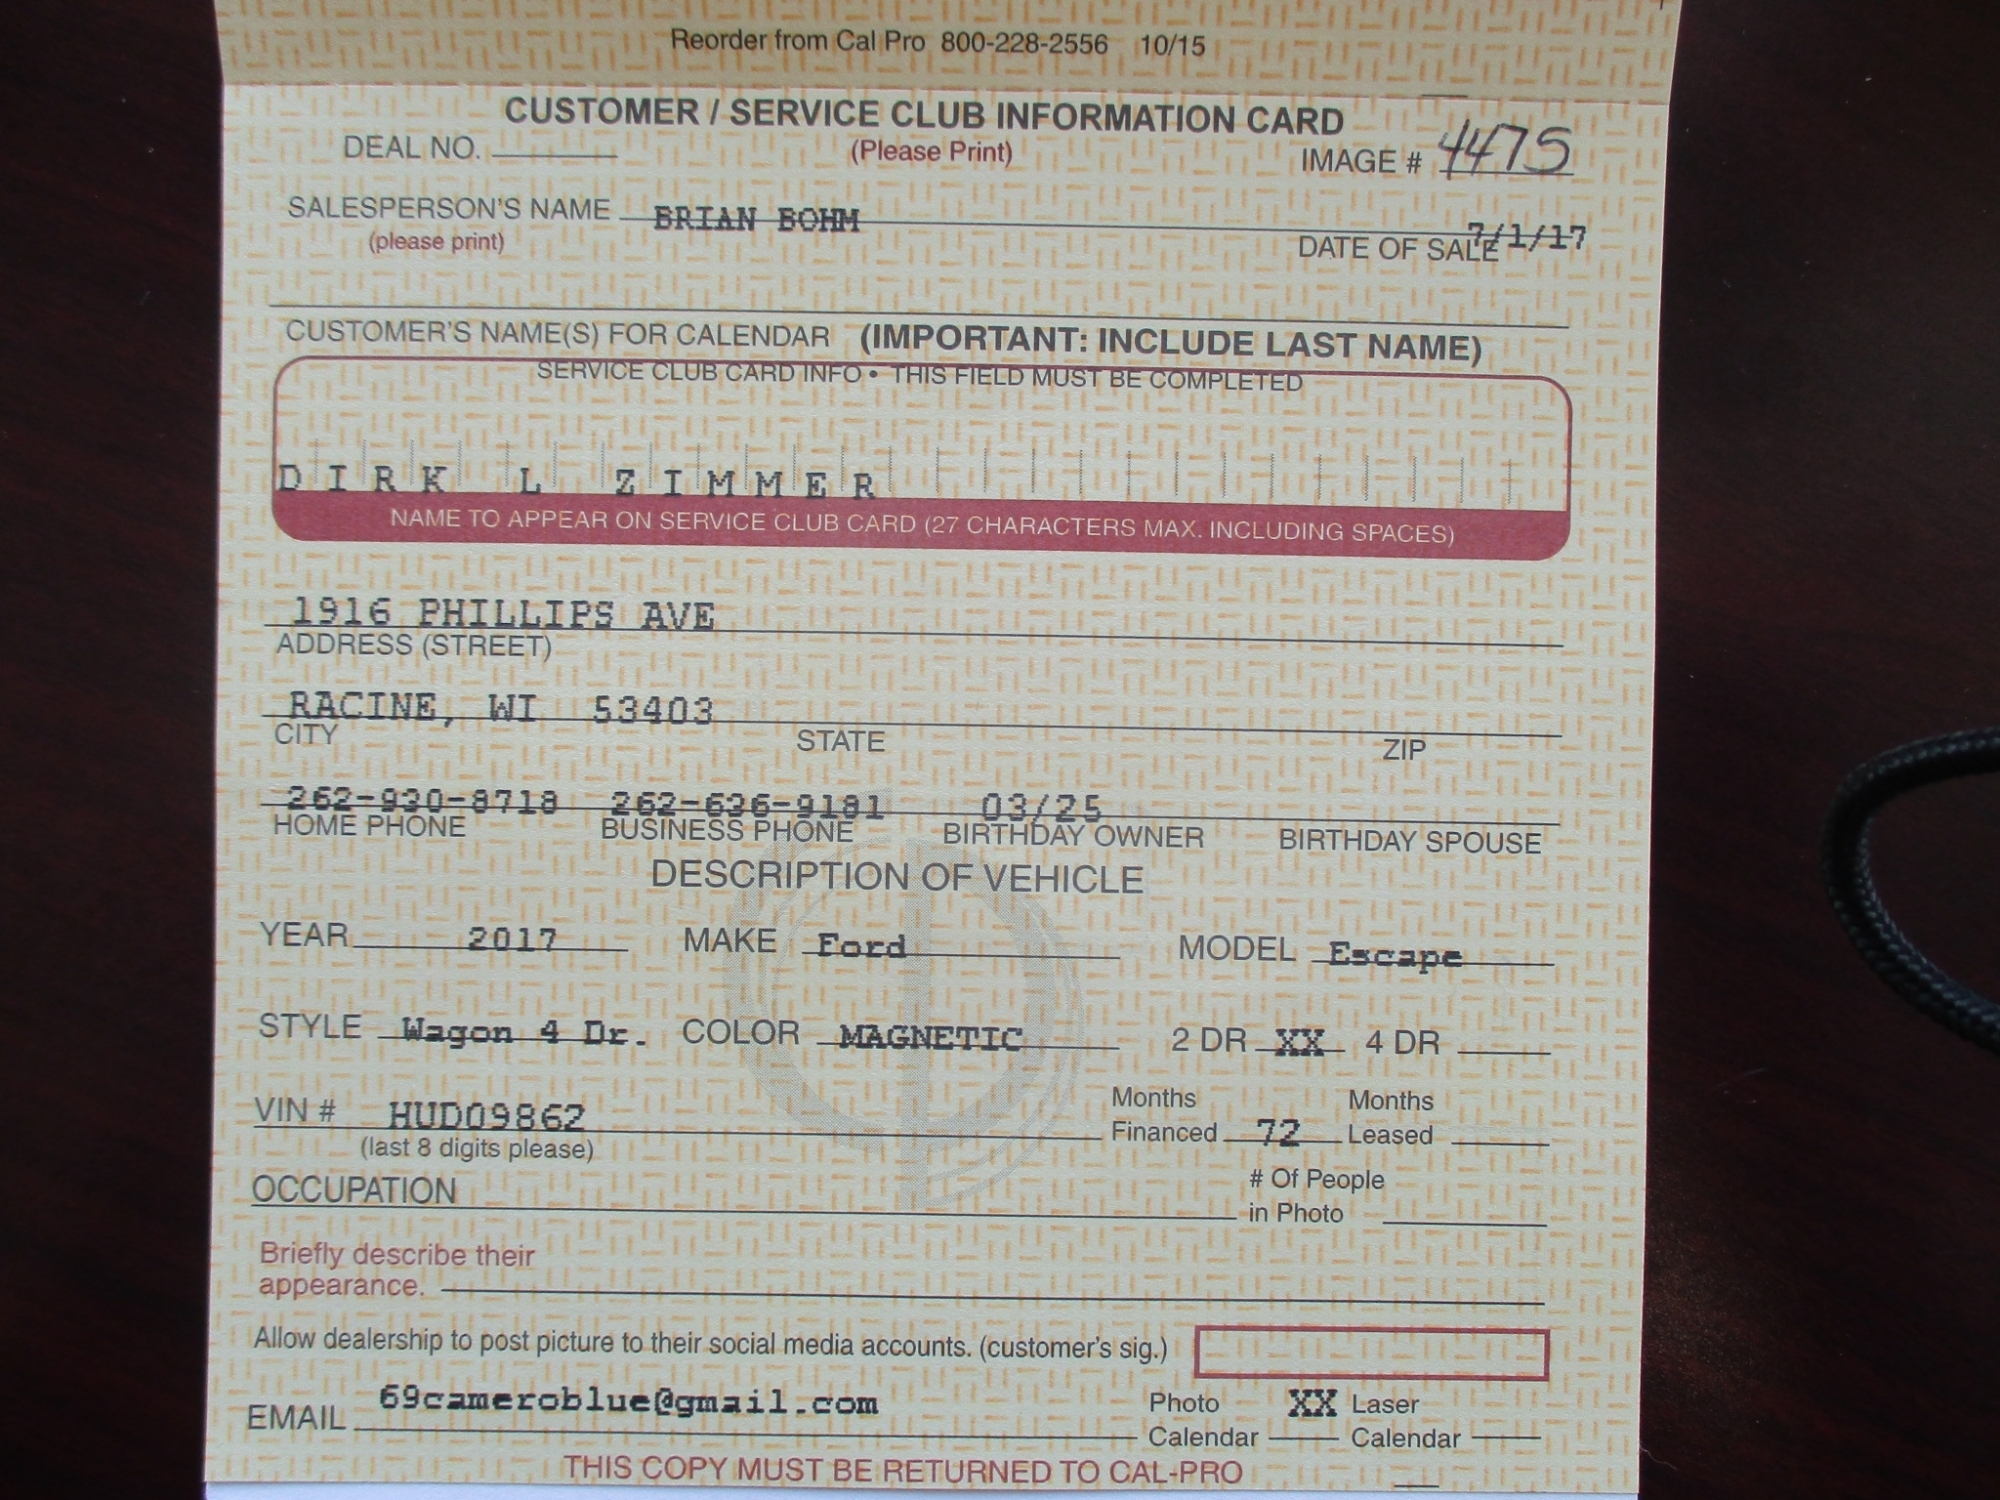 Reorder from Cal Pro 800-228-2556 10/15
CUSTOMER / SERVICE CLUB INFORMATION CARD
DEAL NO. (Please Print) IMAGE # 4475
SALESPERSON'S NAME BRIAN BOHM
(please print) DATE OF SALE 7/1/17
CUSTOMER'S NAME(S) FOR CALENDAR (IMPORTANT: INCLUDE LAST NAME)
SERVICE CLUB CARD INFO • THIS FIELD MUST BE COMPLETED
DIRK L ZIMMER
NAME TO APPEAR ON SERVICE CLUB CARD (27 CHARACTERS MAX. INCLUDING SPACES)
1916 PHILLIPS AVE
ADDRESS (STREET)
RACINE, WI 53403
CITY STATE ZIP
262-930-8718 262-636-9181 03/25
HOME PHONE BUSINESS PHONE BIRTHDAY OWNER BIRTHDAY SPOUSE
DESCRIPTION OF VEHICLE
YEAR 2017 MAKE Ford MODEL Escape
STYLE Wagon 4 Dr. COLOR MAGNETIC 2 DR XX 4 DR
Months Months
VIN # HUD09862 Financed 72 Leased
(last 8 digits please)
# Of People
OCCUPATION in Photo
Briefly describe their
appearance.
Allow dealership to post picture to their social media accounts. (customer's sig.)
69cameroblue@gmail.com Photo XX Laser
EMAIL Calendar Calendar
THIS COPY MUST BE RETURNED TO CAL-PRO